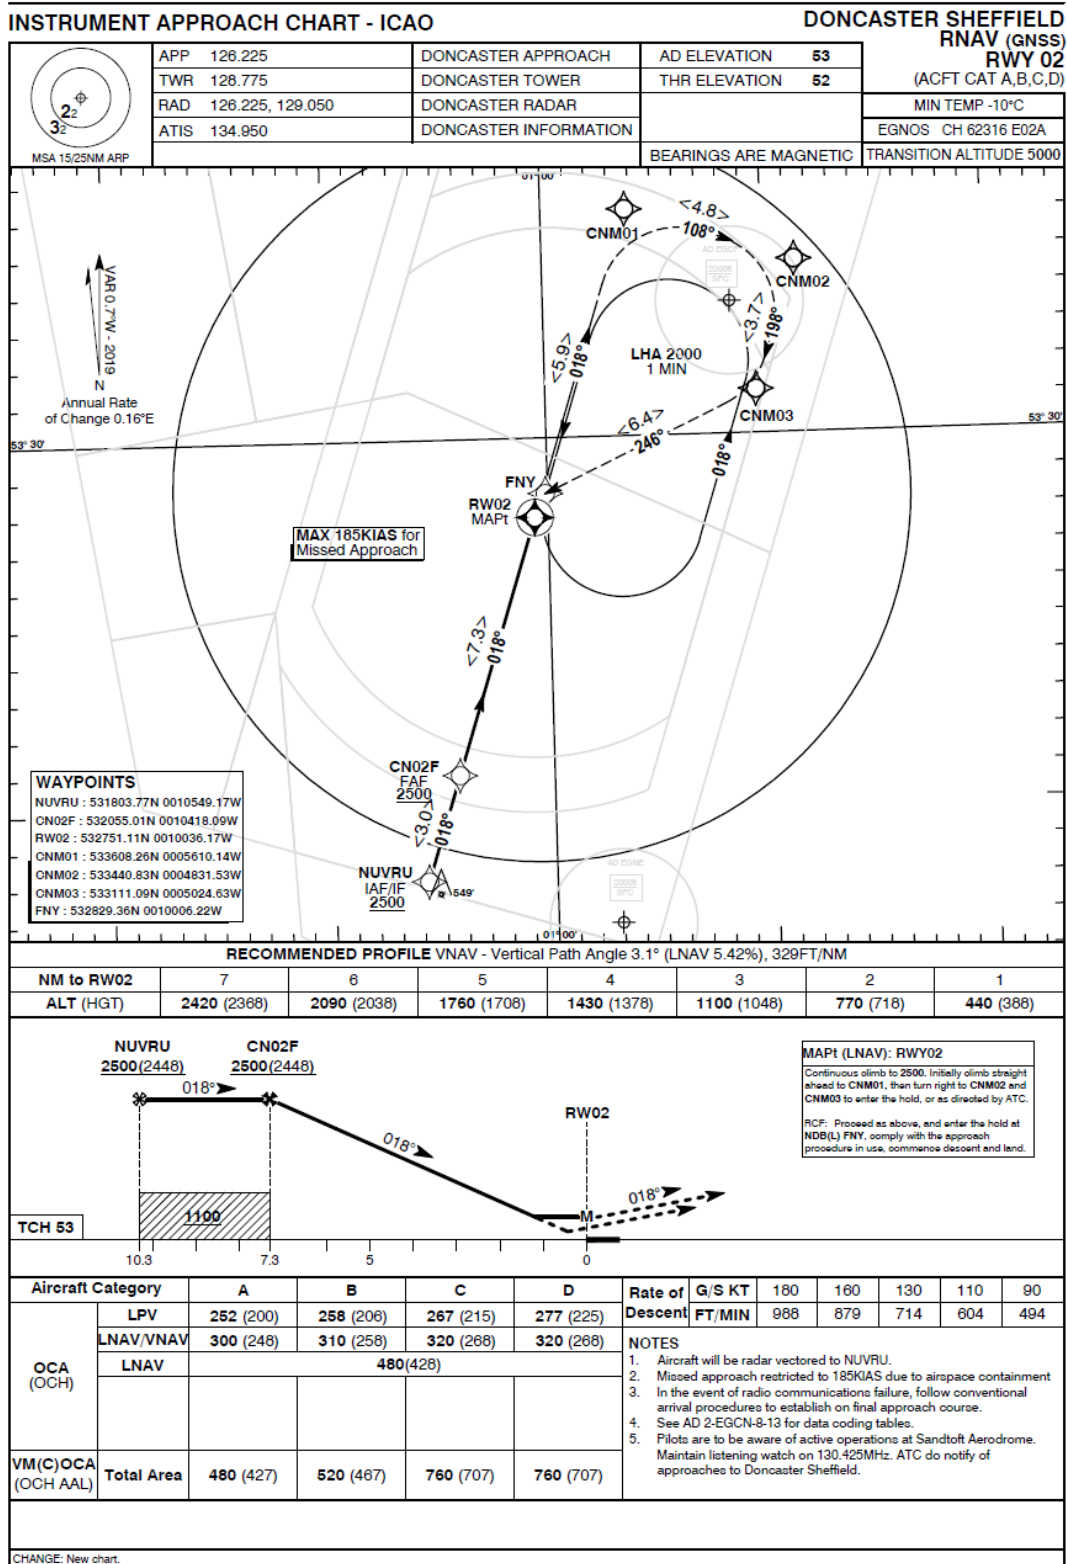 INSTRUMENT APPROACH CHART - ICAO
DONCASTER SHEFFIELD
RNAV (GNSS)
RWY 02
(ACFT CAT A,B,C,D)
APP 126.225 DONCASTER APPROACH AD ELEVATION 53
TWR 128.775 DONCASTER TOWER THR ELEVATION 52
RAD 126.225, 129.050 DONCASTER RADAR
ATIS 134.950 DONCASTER INFORMATION
MIN TEMP -10°C
EGNOS CH 62316 E02A
BEARINGS ARE MAGNETIC
TRANSITION ALTITUDE 5000
22
32
MSA 15/25NM ARP
01°00'
<4.8>
108°
CNM01
AD EGCF
CNM02
VAR 0.7°W - 2019
N
Annual Rate
of Change 0.16°E
<3.7>
198°
<5.9>
018°
LHA 2000
1 MIN
CNM03
53° 30'
53° 30'
<6.4>
246°
018°
FNY
RW02
MAPt
MAX 185KIAS for
Missed Approach
<7.3>
018°
CN02F
FAF
2500
<3.0>
018°
NUVRU
IAF/IF
2500
549'
AD EGNE
01°00'
WAYPOINTS
NUVRU : 531803.77N 0010549.17W
CN02F : 532055.01N 0010418.09W
RW02 : 532751.11N 0010036.17W
CNM01 : 533608.26N 0005610.14W
CNM02 : 533440.83N 0004831.53W
CNM03 : 533111.09N 0005024.63W
FNY : 532829.36N 0010006.22W
RECOMMENDED PROFILE VNAV - Vertical Path Angle 3.1° (LNAV 5.42%), 329FT/NM
NM to RW02 7 6 5 4 3 2 1
ALT (HGT) 2420 (2368) 2090 (2038) 1760 (1708) 1430 (1378) 1100 (1048) 770 (718) 440 (388)
NUVRU CN02F
2500(2448) 2500(2448)
018°
018°
RW02
018°
M
1100
TCH 53
10.3 7.3 5 0
MAPt (LNAV): RWY02
Continuous climb to 2500. Initially climb straight
ahead to CNM01, then turn right to CNM02 and
CNM03 to enter the hold, or as directed by ATC.
RCF: Proceed as above, and enter the hold at
NDB(L) FNY, comply with the approach
procedure in use, commence descent and land.
Aircraft Category A B C D
OCA
(OCH)
LPV 252 (200) 258 (206) 267 (215) 277 (225)
LNAV/VNAV 300 (248) 310 (258) 320 (268) 320 (268)
LNAV 480(428)
VM(C)OCA
(OCH AAL)
Total Area 480 (427) 520 (467) 760 (707) 760 (707)
Rate of
Descent
G/S KT 180 160 130 110 90
FT/MIN 988 879 714 604 494
NOTES
1. Aircraft will be radar vectored to NUVRU.
2. Missed approach restricted to 185KIAS due to airspace containment
3. In the event of radio communications failure, follow conventional
arrival procedures to establish on final approach course.
4. See AD 2-EGCN-8-13 for data coding tables.
5. Pilots are to be aware of active operations at Sandtoft Aerodrome.
Maintain listening watch on 130.425MHz. ATC do notify of
approaches to Doncaster Sheffield.
CHANGE: New chart.